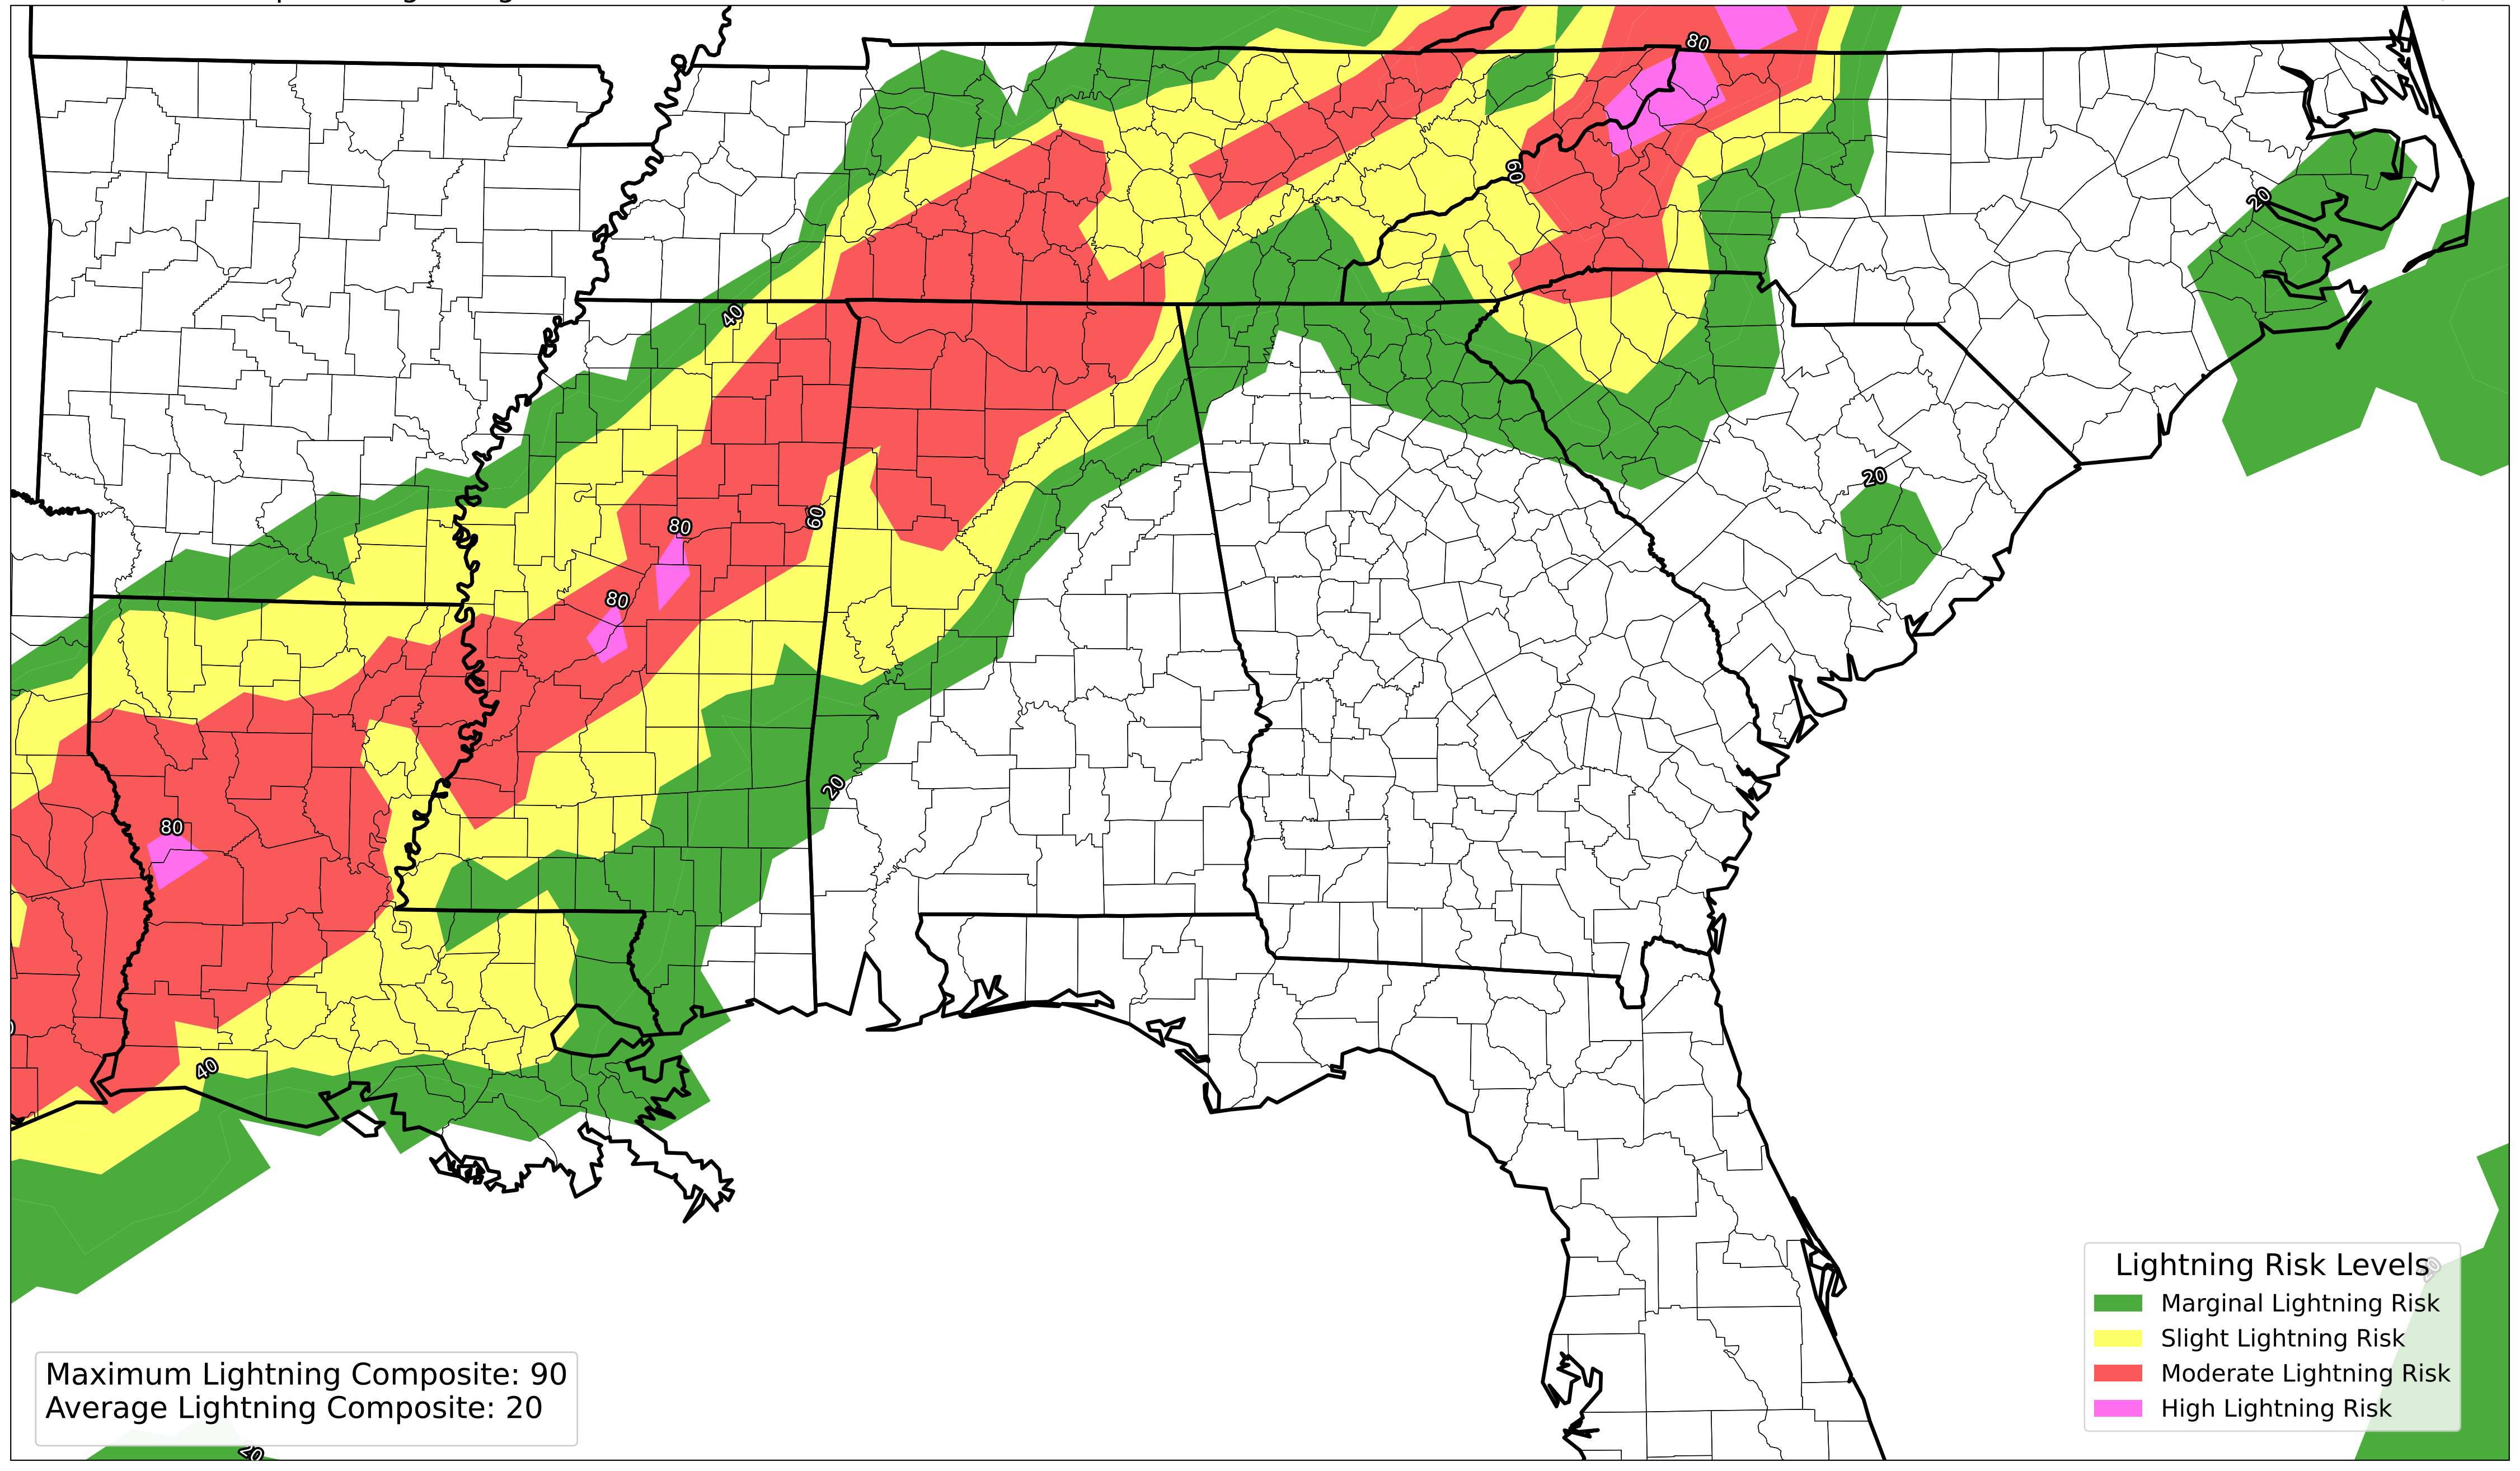 80
60
20
40
20
80
60
80
20
80
40
20
Lightning Risk Levels
Marginal Lightning Risk
Slight Lightning Risk
Moderate Lightning Risk
High Lightning Risk
Maximum Lightning Composite: 90
Average Lightning Composite: 20
20